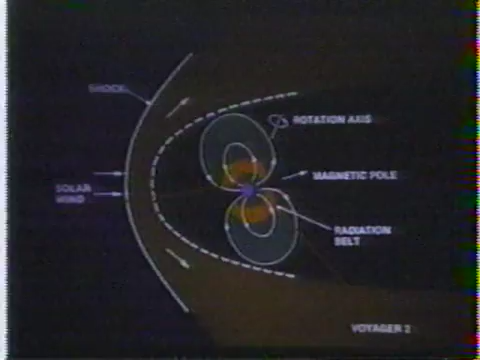 SHOCK
ROTATION AXIS
MAGNETIC POLE
SOLAR
WIND
RADIATION
BELT
VOYAGER 2